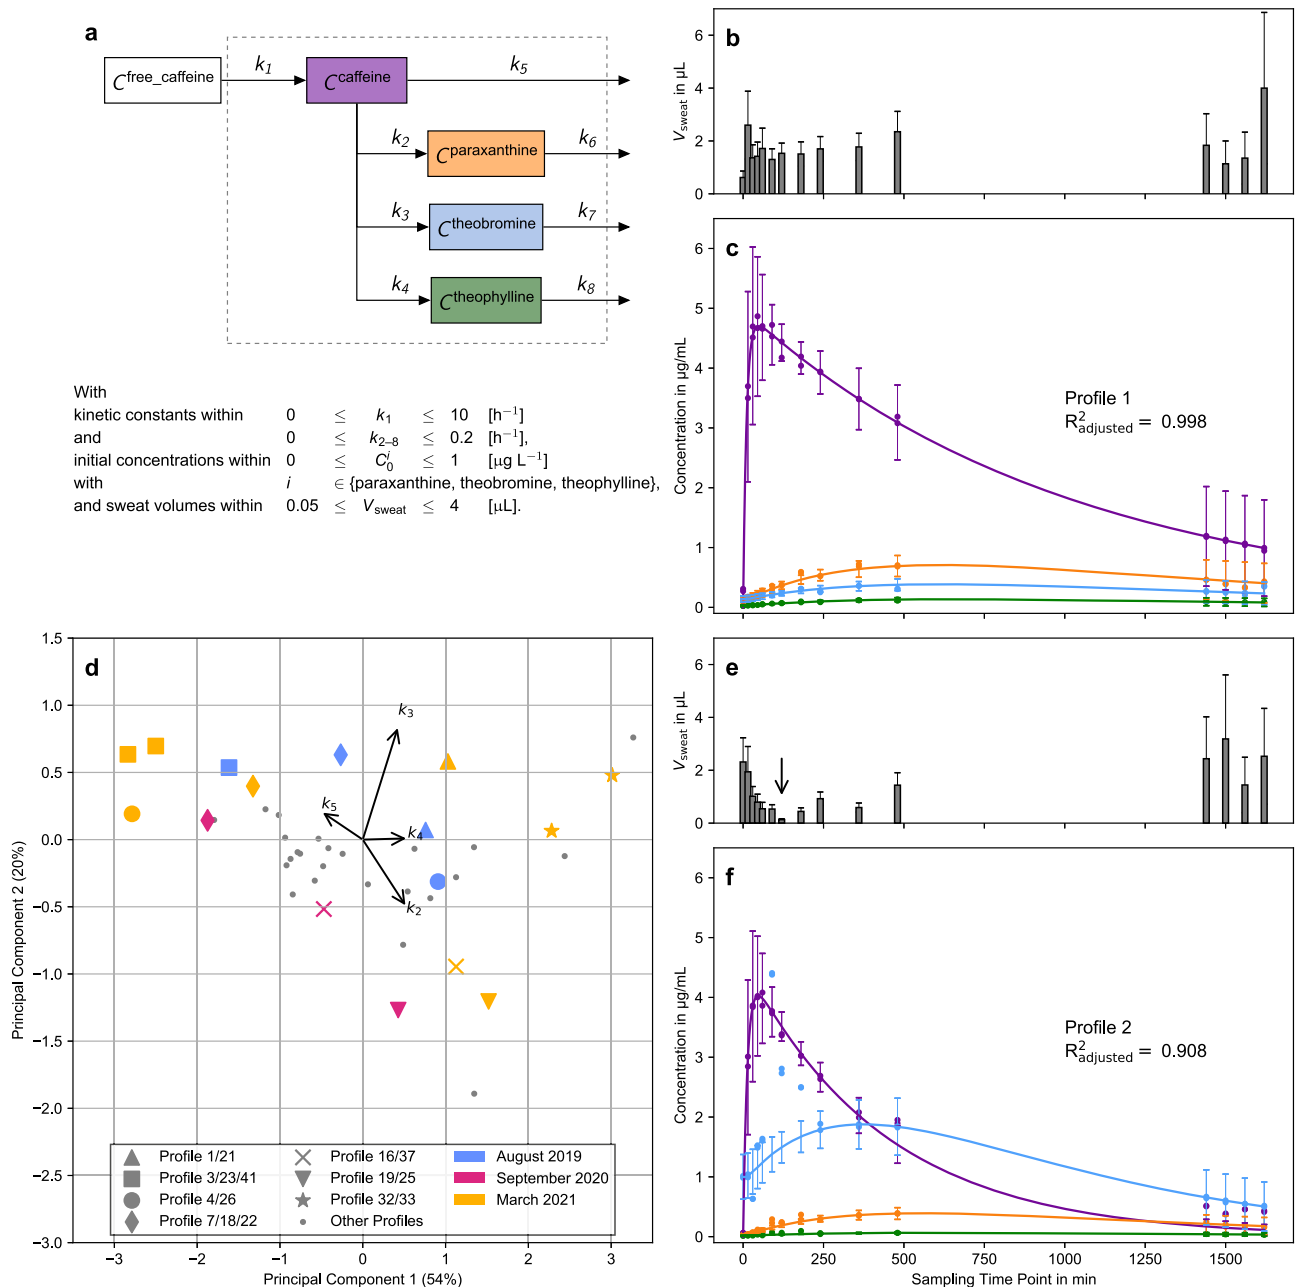 a
C^free_caffeine
k1
C^caffeine
k5
k2
C^paraxanthine
k6
k3
C^theobromine
k7
k4
C^theophylline
k8
With
kinetic constants within 0 ≤ k1 ≤ 10 [h⁻¹]
and 0 ≤ k2–8 ≤ 0.2 [h⁻¹],
initial concentrations within 0 ≤ C₀ⁱ ≤ 1 [µg L⁻¹]
with i ∈ {paraxanthine, theobromine, theophylline},
and sweat volumes within 0.05 ≤ Vsweat ≤ 4 [µL].
b
Vsweat in µL
6
4
2
0
c
Concentration in µg/mL
6
5
4
3
2
1
0
Profile 1
R²adjusted = 0.998
d
Principal Component 2 (20%)
1.5
1.0
0.5
0.0
−0.5
−1.0
−1.5
−2.0
−2.5
−3.0
k3
k5
k4
k2
Profile 1/21
Profile 3/23/41
Profile 4/26
Profile 7/18/22
Profile 16/37
Profile 19/25
Profile 32/33
Other Profiles
August 2019
September 2020
March 2021
−3 −2 −1 0 1 2 3
Principal Component 1 (54%)
e
Vsweat in µL
6
4
2
0
f
Concentration in µg/mL
6
5
4
3
2
1
0
Profile 2
R²adjusted = 0.908
0 250 500 750 1000 1250 1500
Sampling Time Point in min